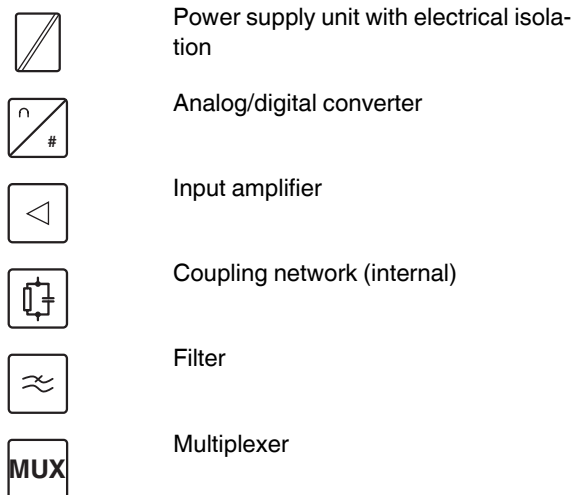 Power supply unit with electrical isola-
tion
∩
#
Analog/digital converter
Input amplifier
Coupling network (internal)
Filter
MUX
Multiplexer